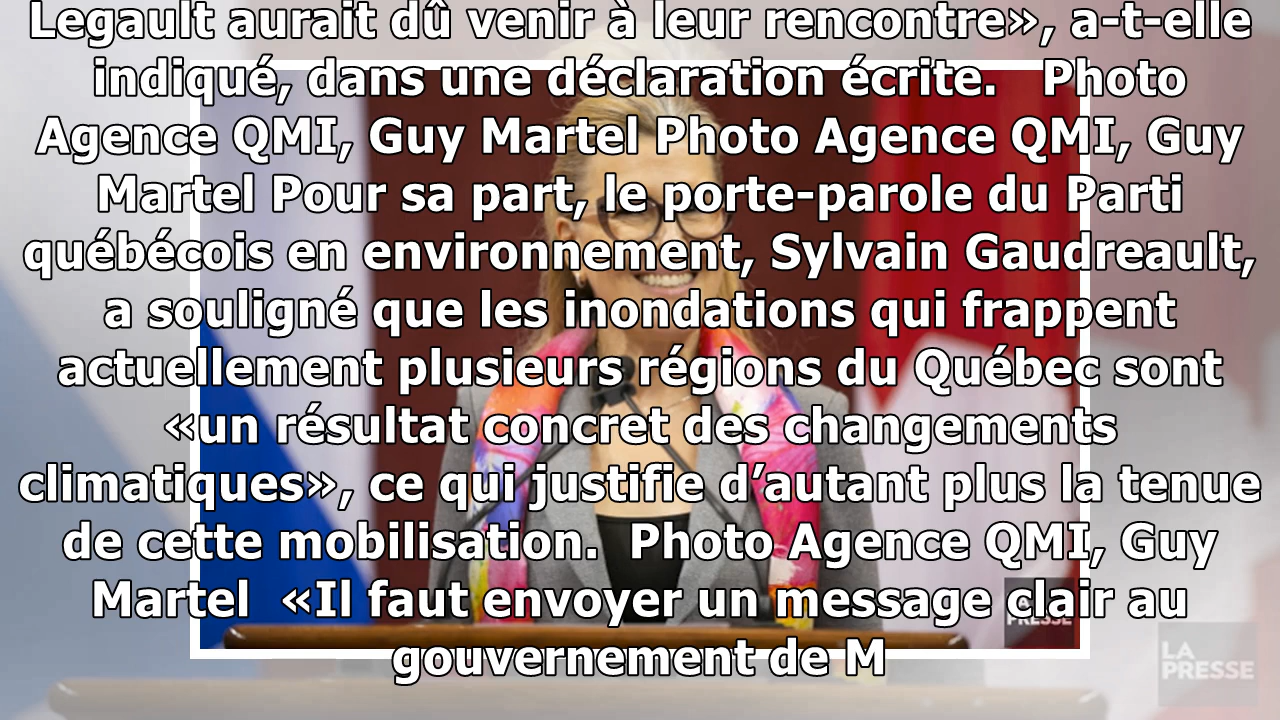 Legault aurait dû venir à leur rencontre», a-t-elle
indiqué, dans une déclaration écrite. Photo
Agence QMI, Guy Martel Photo Agence QMI, Guy
Martel Pour sa part, le porte-parole du Parti
québécois en environnement, Sylvain Gaudreault,
a souligné que les inondations qui frappent
actuellement plusieurs régions du Québec sont
«un résultat concret des changements
climatiques», ce qui justifie d’autant plus la tenue
de cette mobilisation. Photo Agence QMI, Guy
Martel «Il faut envoyer un message clair au
gouvernement de M
LA
PRESSE
PRESSE